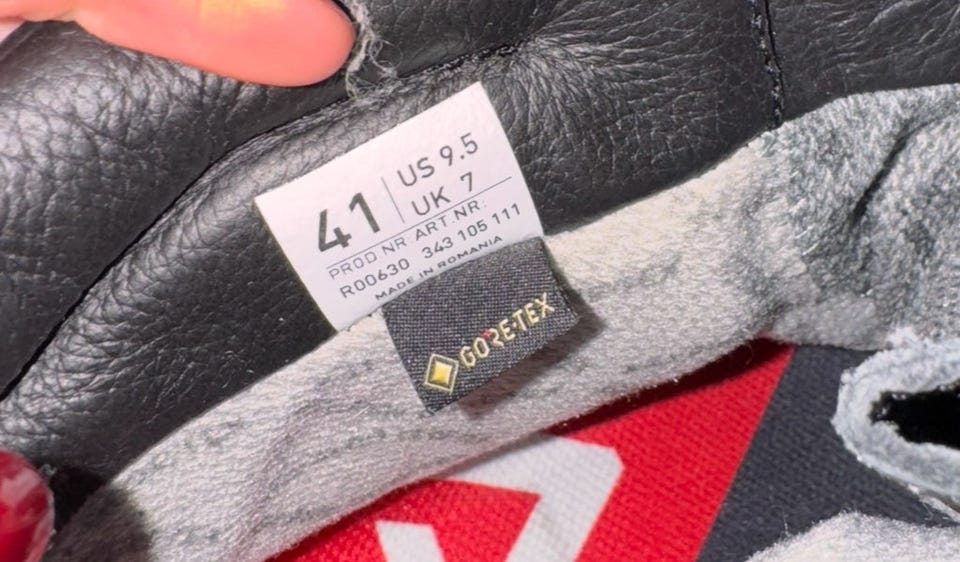 41
US 9.5
UK 7
PROD NR ART.NR:
R00630 343 105 111
MADE IN ROMANIA
GORE-TEX